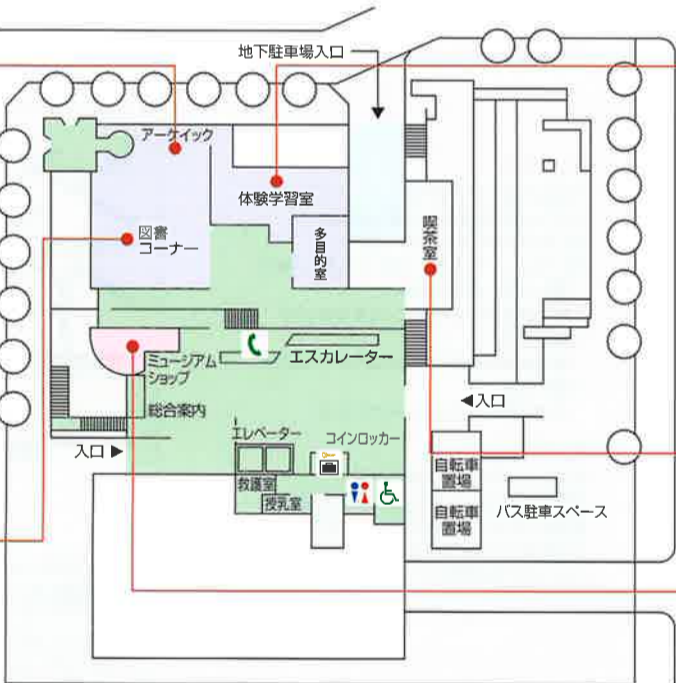 地下駐車場入口
アーケイック
体験学習室
図書
コーナー
多目的室
喫茶室
エスカレーター
ミュージアム
ショップ
総合案内
入口
入口
エレベーター
コインロッカー
救護室
授乳室
自転車
置場
自転車
置場
バス駐車スペース